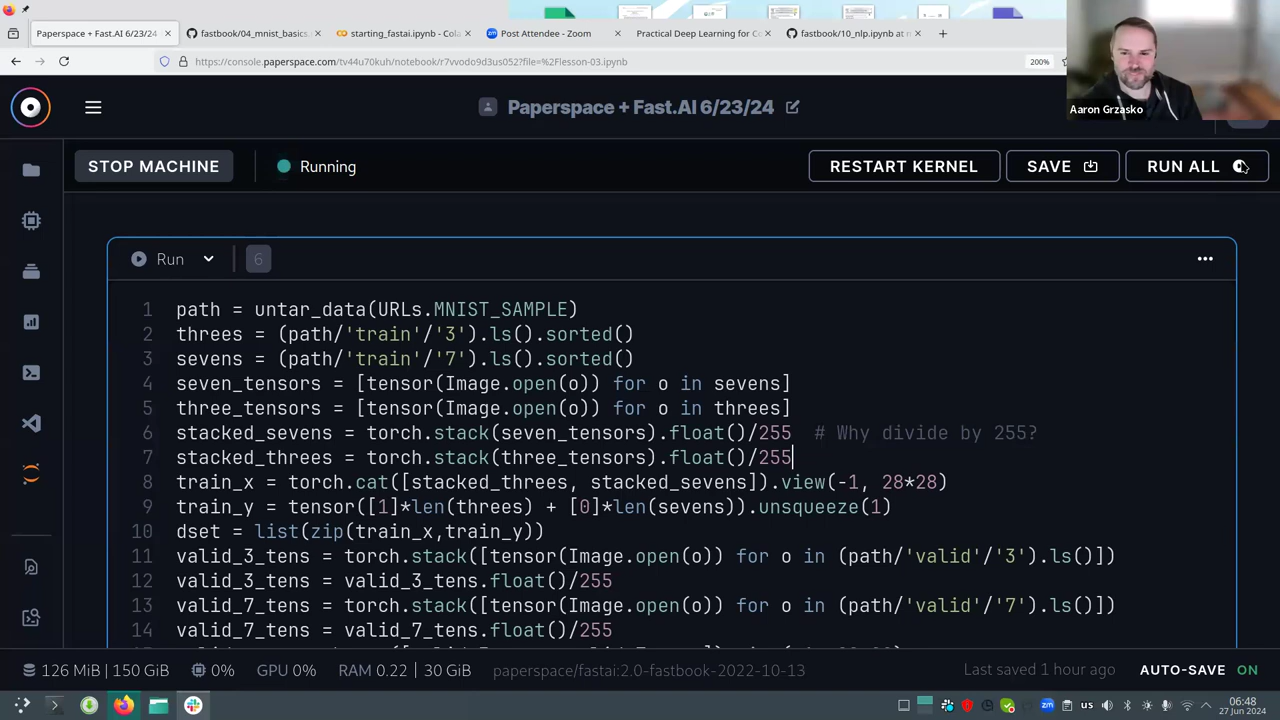 Paperspace + Fast.AI 6/23/24
fastbook/04_mnist_basics.
starting_fastai.ipynb - Cola
Post Attendee - Zoom
Practical Deep Learning for Co
fastbook/10_nlp.ipynb at
https://console.paperspace.com/tv44u70kuh/notebook/r7vvodo9d3us052?file=%2Flesson-03.ipynb
200%
Aaron Grzasko
Paperspace + Fast.AI 6/23/24
STOP MACHINE
Running
RESTART KERNEL
SAVE
RUN ALL
Run
6
1 path = untar_data(URLs.MNIST_SAMPLE)
2 threes = (path/'train'/'3').ls().sorted()
3 sevens = (path/'train'/'7').ls().sorted()
4 seven_tensors = [tensor(Image.open(o)) for o in sevens]
5 three_tensors = [tensor(Image.open(o)) for o in threes]
6 stacked_sevens = torch.stack(seven_tensors).float()/255  # Why divide by 255?
7 stacked_threes = torch.stack(three_tensors).float()/255
8 train_x = torch.cat([stacked_threes, stacked_sevens]).view(-1, 28*28)
9 train_y = tensor([1]*len(threes) + [0]*len(sevens)).unsqueeze(1)
10 dset = list(zip(train_x,train_y))
11 valid_3_tens = torch.stack([tensor(Image.open(o)) for o in (path/'valid'/'3').ls()])
12 valid_3_tens = valid_3_tens.float()/255
13 valid_7_tens = torch.stack([tensor(Image.open(o)) for o in (path/'valid'/'7').ls()])
14 valid_7_tens = valid_7_tens.float()/255
126 MiB | 150 GiB
0%
GPU 0%
RAM 0.22 | 30 GiB
paperspace/fastai:2.0-fastbook-2022-10-13
Last saved 1 hour ago
AUTO-SAVE ON
us
06:48
27 Jun 2024